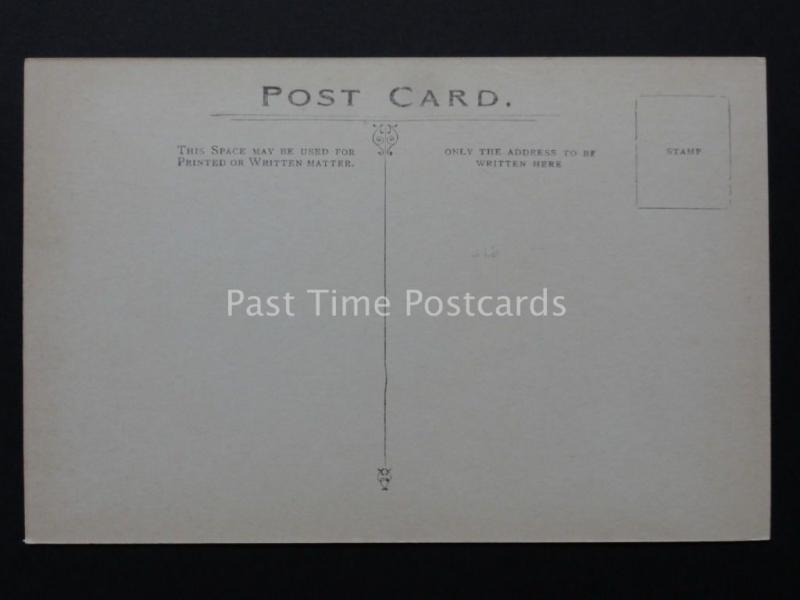 POST CARD.
THIS SPACE MAY BE USED FOR
PRINTED OR WRITTEN MATTER.
ONLY THE ADDRESS TO BE
WRITTEN HERE
STAMP
Past Time Postcards